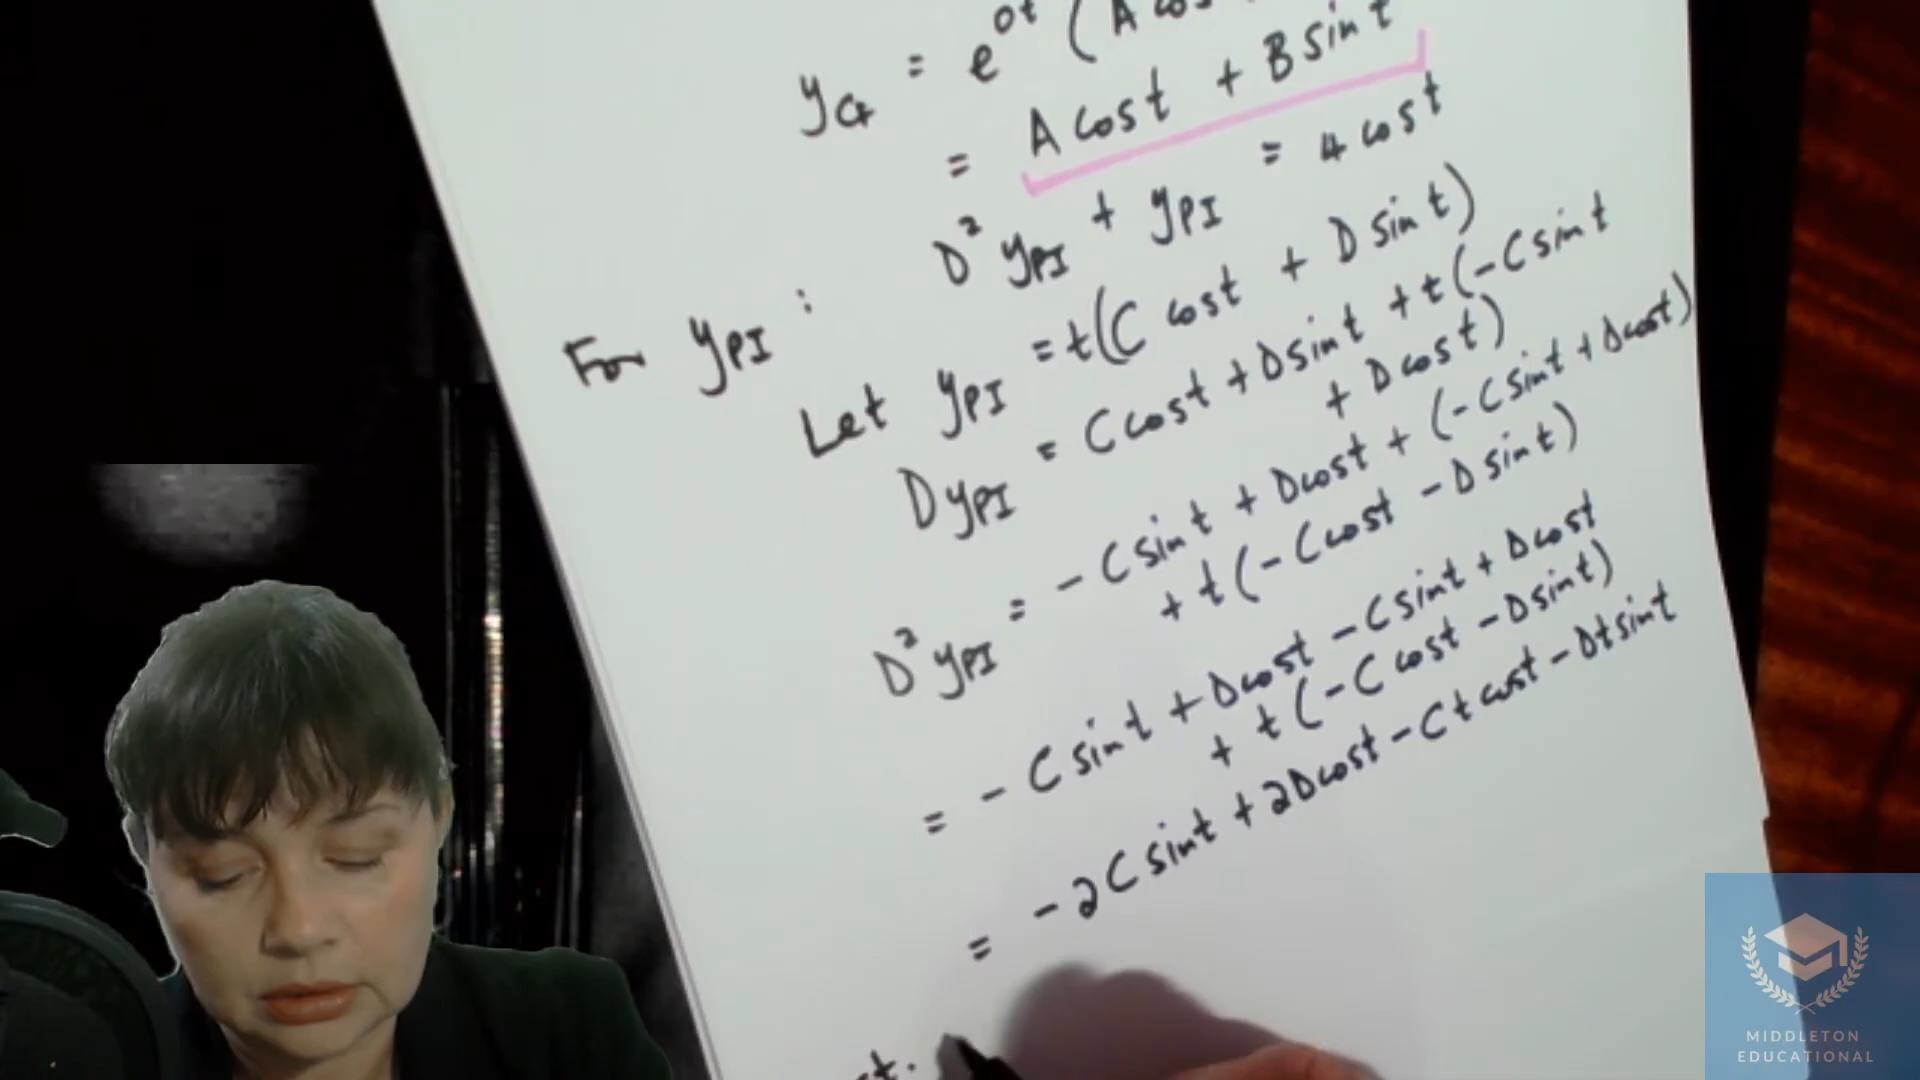 y_CF = e^0t (A cos
= A cos t + B sin t
D² y_PI + y_PI = 4 cos t
For y_PI :
Let y_PI = t(C cos t + D sin t)
D y_PI = C cos t + D sin t + t(-C sin t
+ D cos t)
D² y_PI = - C sin t + D cos t + (-C sin t + D cos t)
+ t(- C cos t - D sin t)
= - C sin t + D cos t - C sin t + D cos t
+ t(- C cos t - D sin t)
= - 2C sin t + 2D cos t - C t cos t - D t sin t
MIDDLETON
EDUCATIONAL